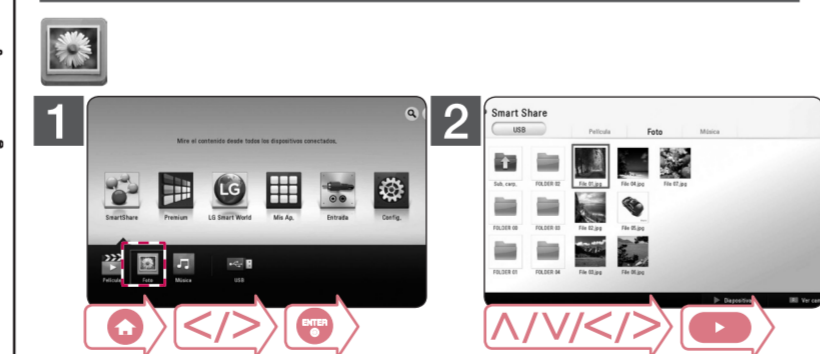 1
Mire el contenido desde todos los dispositivos conectados.
LG
SmartShare Premium LG Smart World Mis Ap. Entrada Config.
Película Foto Música USB
</>
ENTER
2
Smart Share
USB Película Foto Música
Sub. carp. FOLDER 02 File 01.jpg File 04.jpg File 07.jpg
FOLDER 00 FOLDER 03 File 02.jpg File 05.jpg
FOLDER 01 FOLDER 04 File 03.jpg File 06.jpg
Ver
Λ/V/</>